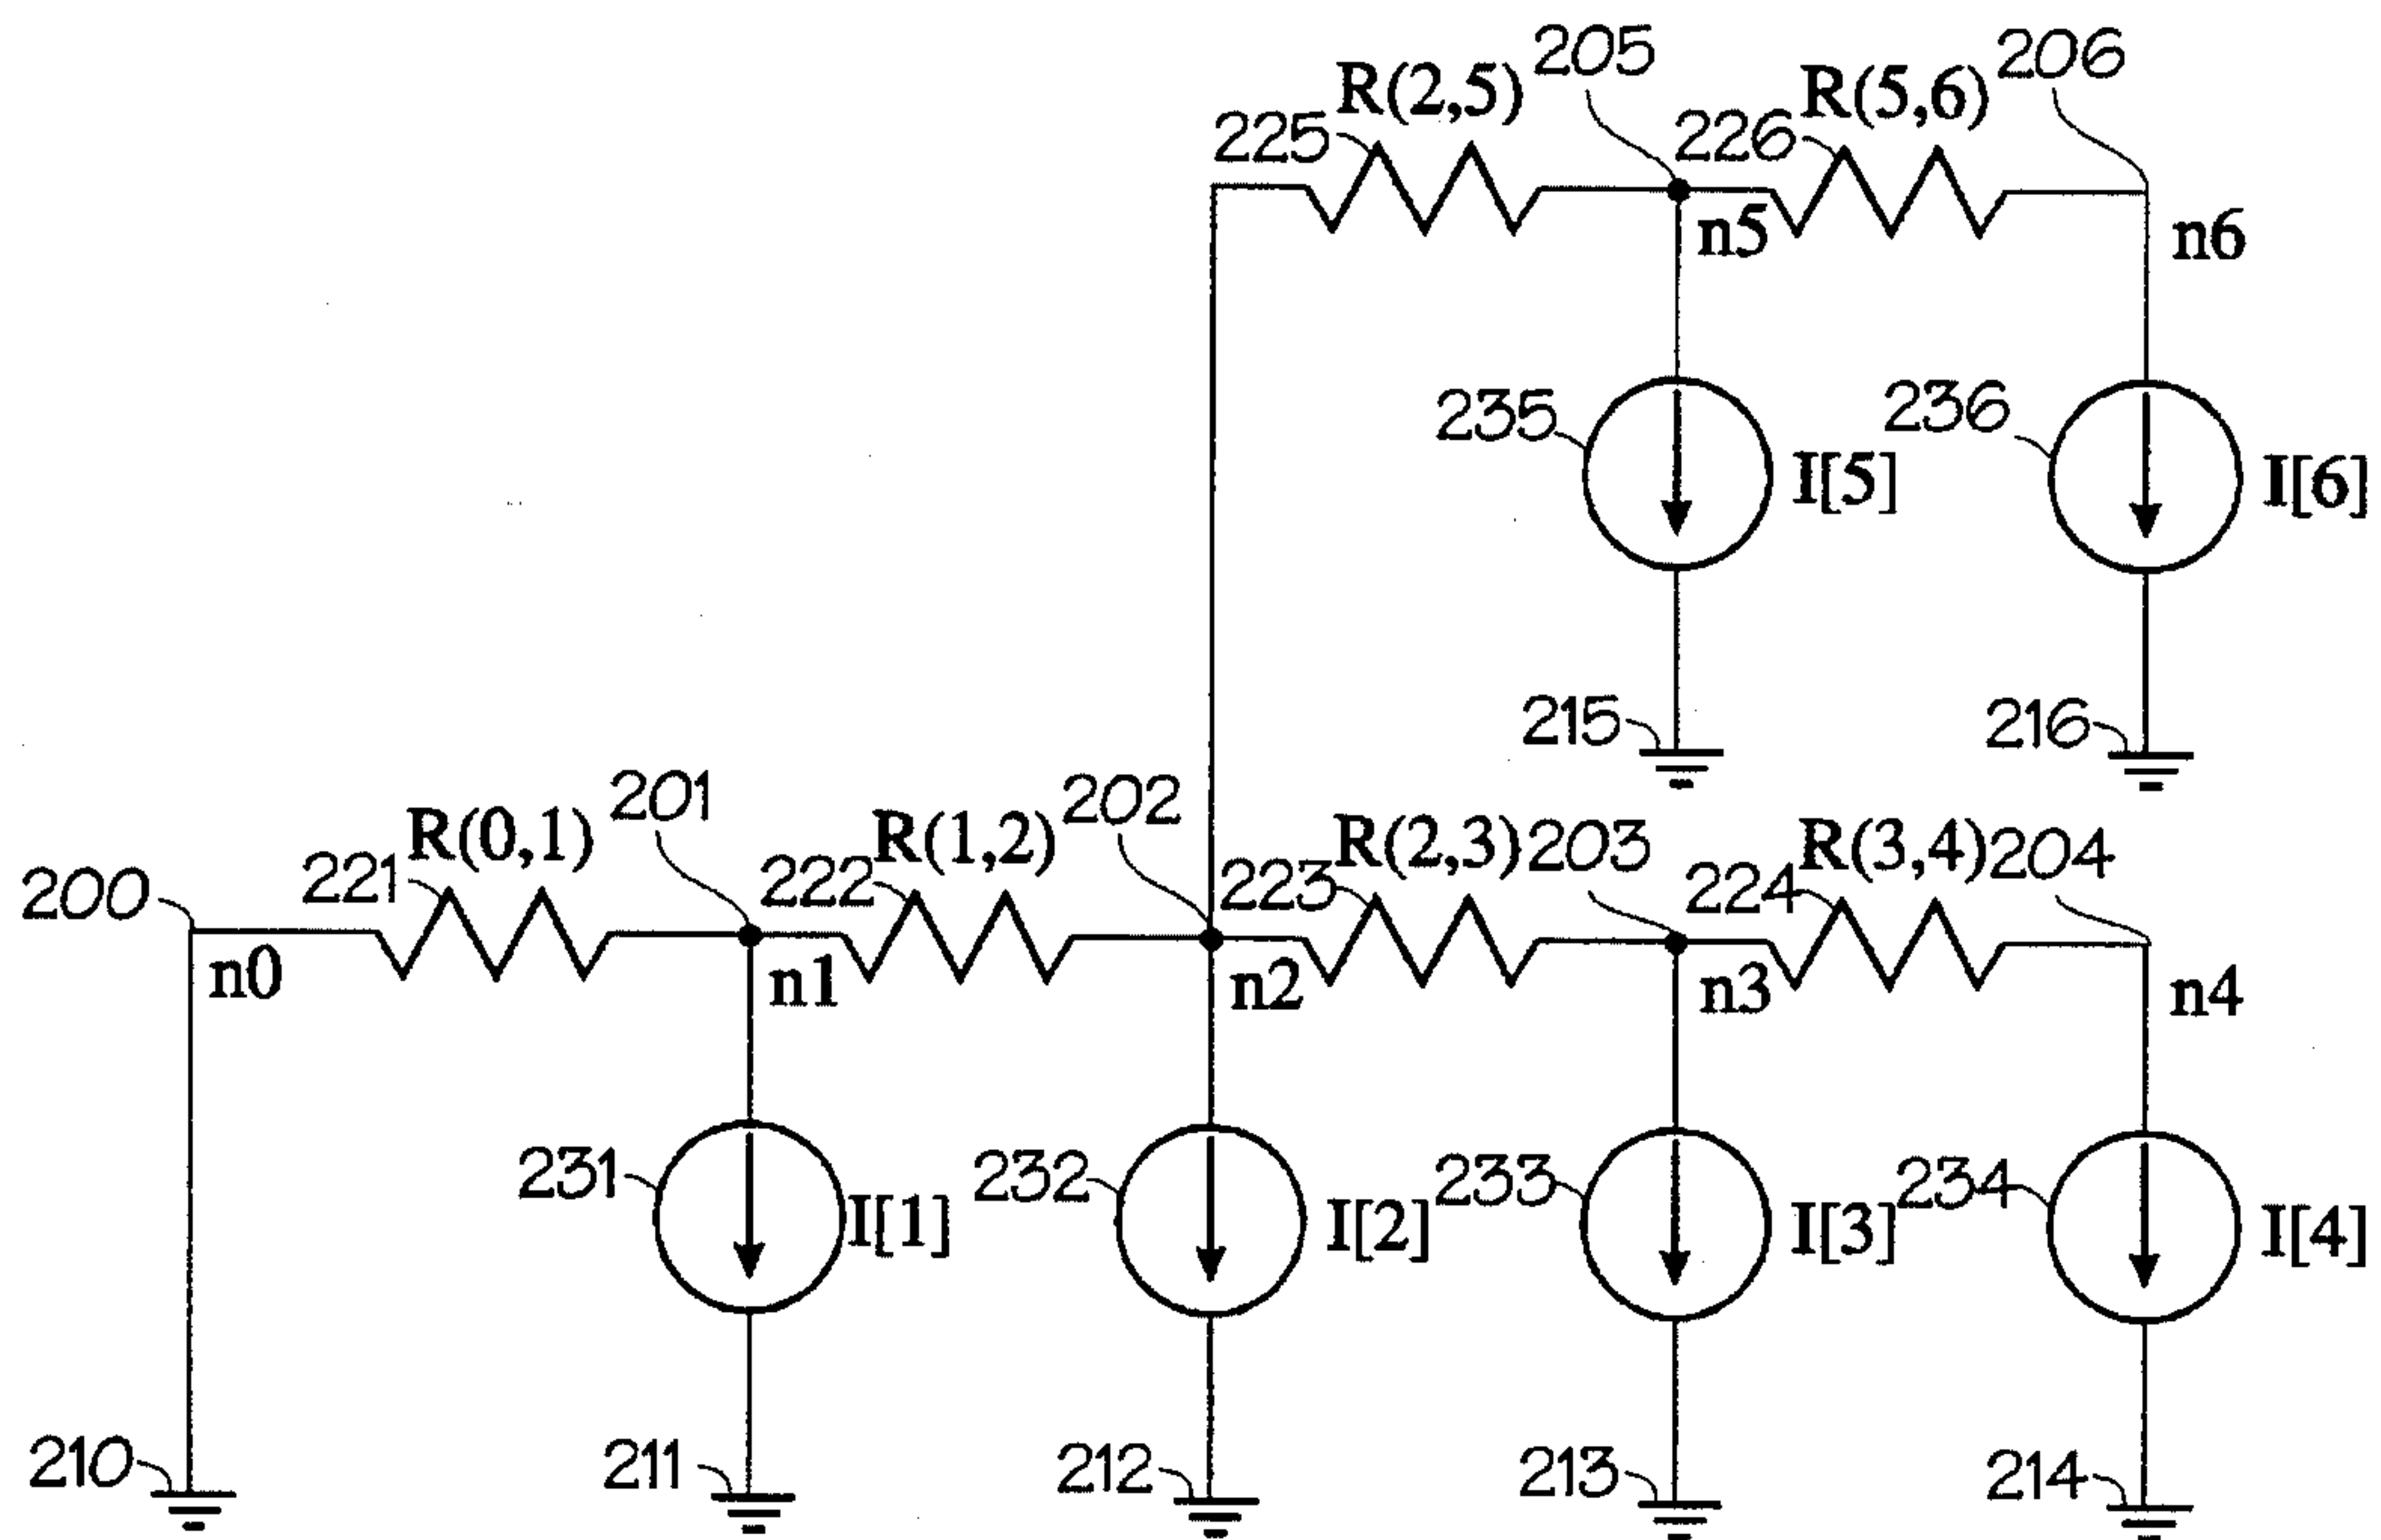 R(2,5) 205 R(5,6) 206
225 226
n5 n6
235 I[5] 236 I[6]
215 216
R(0,1) 201 R(1,2) 202 R(2,3) 203 R(3,4) 204
200 221 222 223 224
n0 n1 n2 n3 n4
231 I[1] 232 I[2] 233 I[3] 234 I[4]
210 211 212 213 214